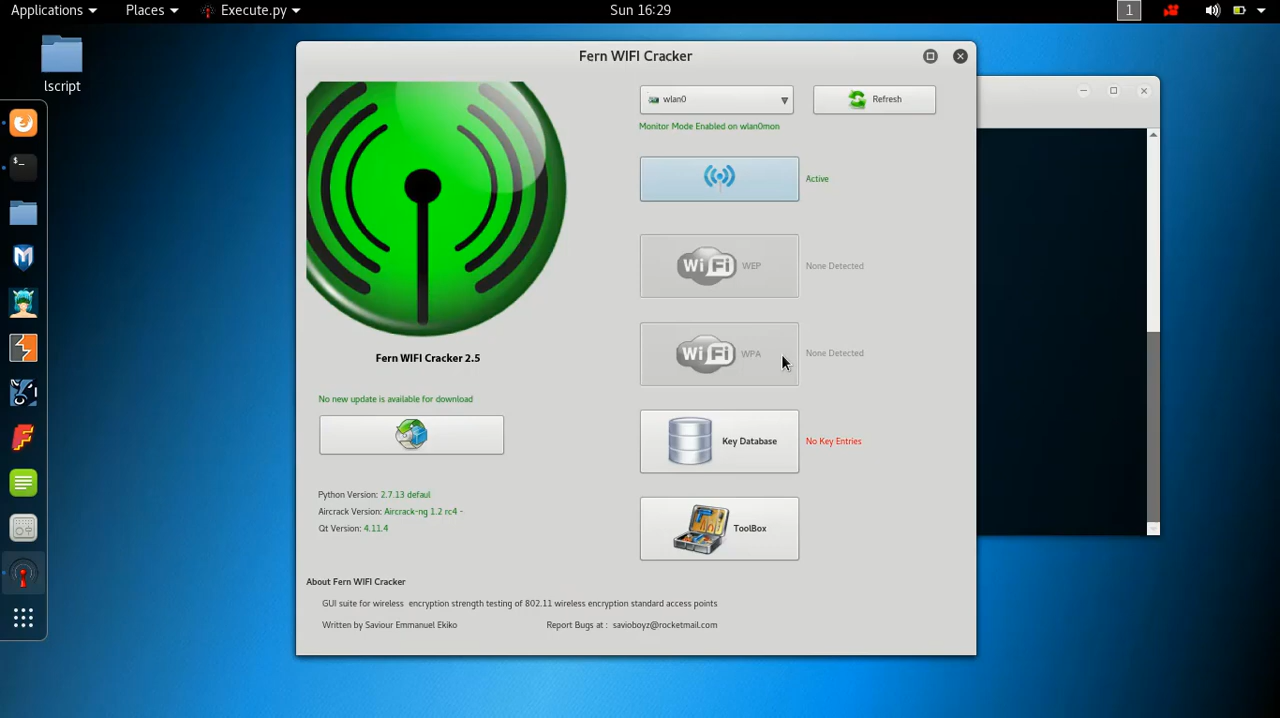 Applications
Places
Execute.py
Sun 16:29
1
lscript
Fern WIFI Cracker
wlan0
Refresh
Monitor Mode Enabled on wlan0mon
Active
WiFi WEP
None Detected
WiFi WPA
None Detected
Fern WIFI Cracker 2.5
No new update is available for download
Key Database
No Key Entries
Python Version: 2.7.13 defaul
Aircrack Version: Aircrack-ng 1.2 rc4 -
Qt Version: 4.11.4
ToolBox
About Fern WIFI Cracker
GUI suite for wireless encryption strength testing of 802.11 wireless encryption standard access points
Written by Saviour Emmanuel Ekiko
Report Bugs at : savioboyz@rocketmail.com